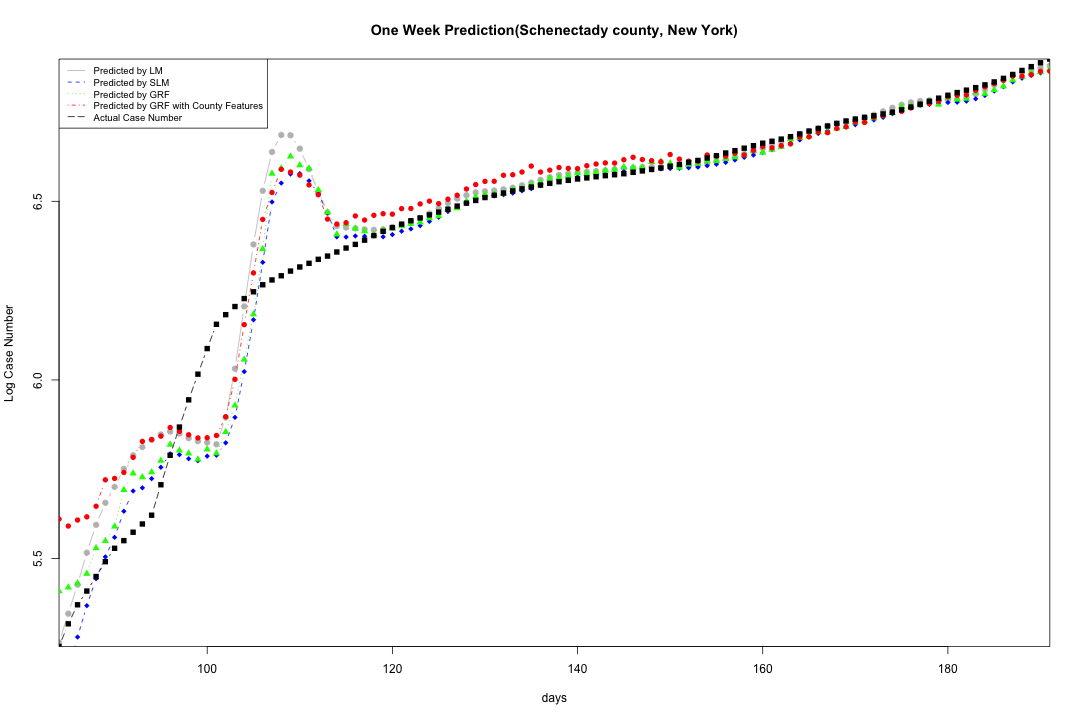 One Week Prediction(Schenectady county, New York)
Predicted by LM
Predicted by SLM
Predicted by GRF
Predicted by GRF with County Features
Actual Case Number
Log Case Number
6.5
6.0
5.5
100 120 140 160 180
days